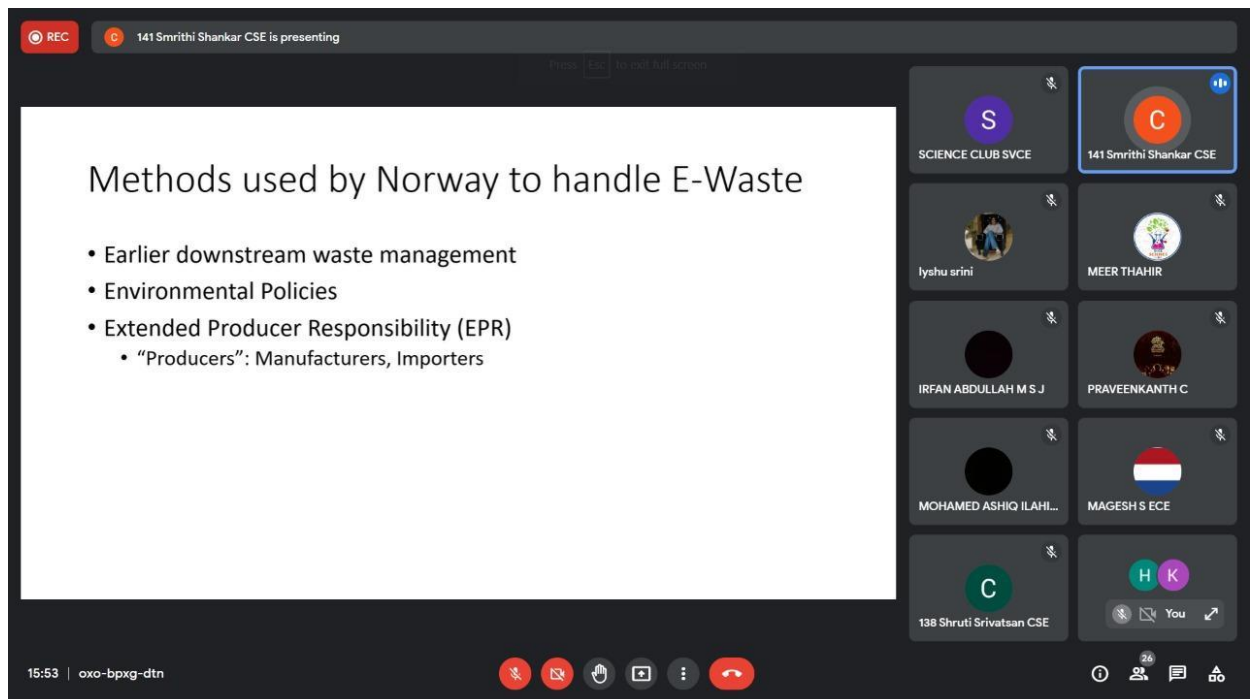 REC
C 141 Smrithi Shankar CSE is presenting
Press Esc to exit full screen
Methods used by Norway to handle E-Waste
• Earlier downstream waste management
• Environmental Policies
• Extended Producer Responsibility (EPR)
• “Producers”: Manufacturers, Importers
S
SCIENCE CLUB SVCE
C
141 Smrithi Shankar CSE
Iyshu srini
MEER THAHIR
IRFAN ABDULLAH M S J
PRAVEENKANTH C
MOHAMED ASHIQ ILAHI...
MAGESH S ECE
C
138 Shruti Srivatsan CSE
H K
You
15:53 | oxo-bpxg-dtn
26